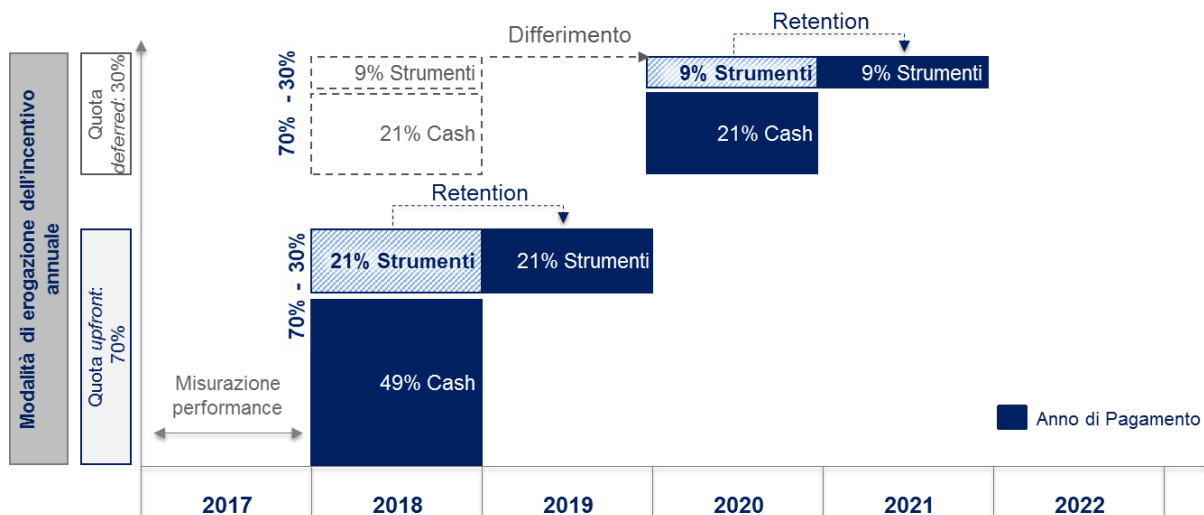 Modalità di erogazione dell'incentivo
annuale
Quota
deferred: 30%
Quota upfront:
70%
70% - 30%
9% Strumenti
21% Cash
Differimento
Retention
9% Strumenti
9% Strumenti
21% Cash
Retention
70% - 30%
21% Strumenti
21% Strumenti
49% Cash
Misurazione
performance
Anno di Pagamento
2017
2018
2019
2020
2021
2022